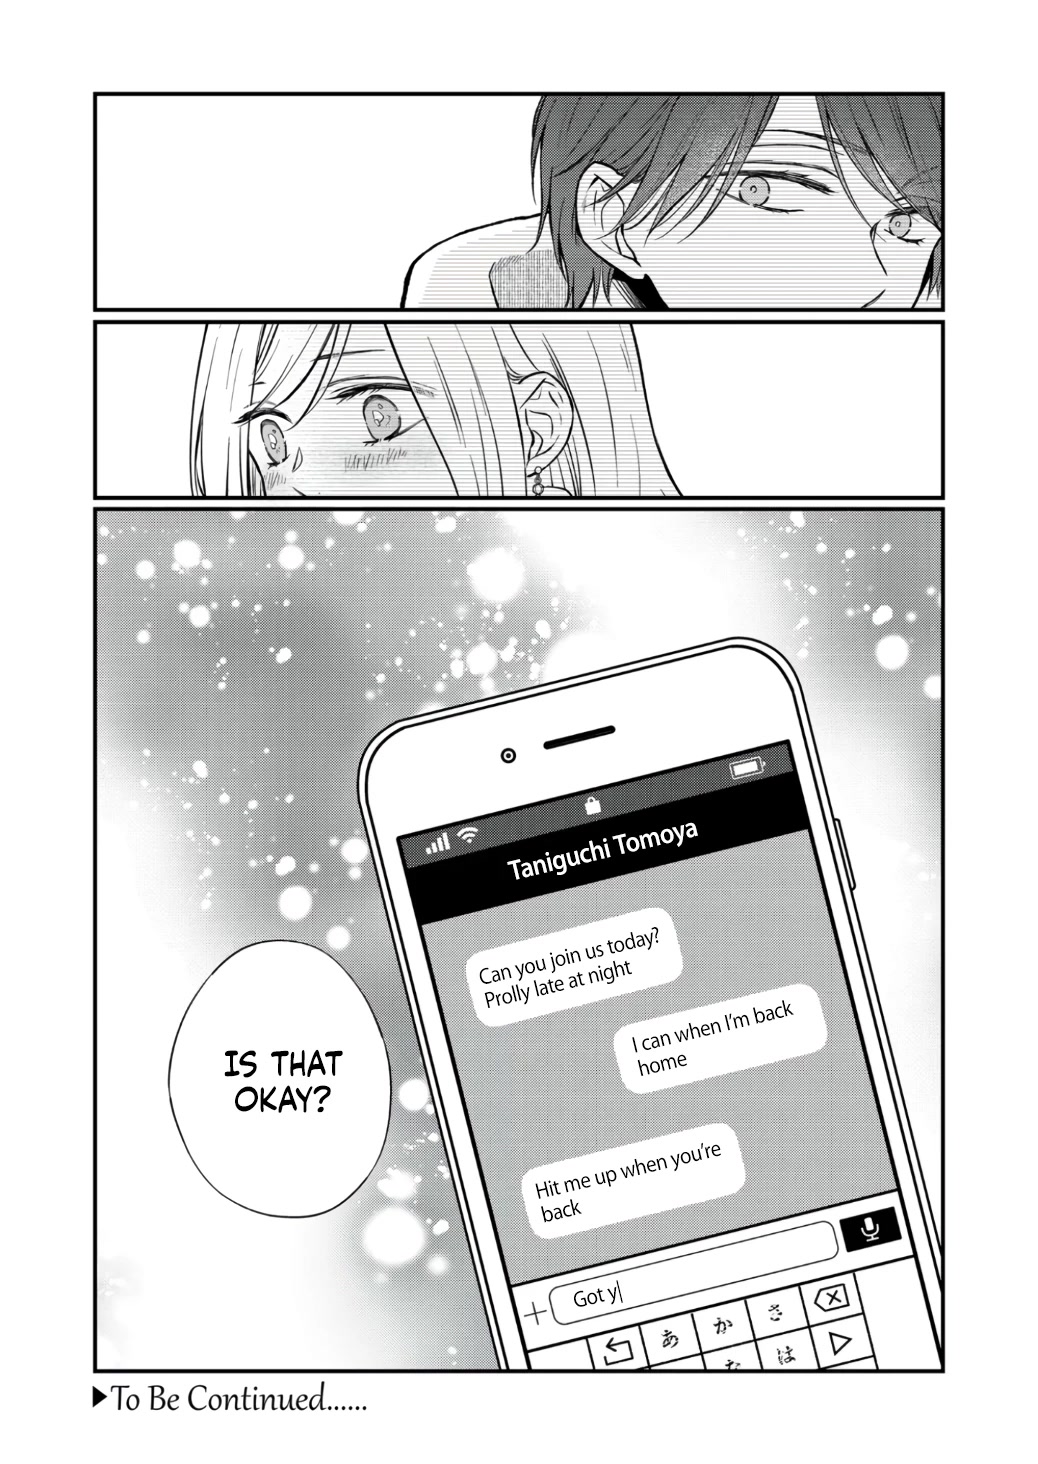 Taniguchi Tomoya
Can you join us today?
Prolly late at night
I can when I'm back
home
IS THAT
OKAY?
Hit me up when you're
back
Got y
あ
か
さ
な
は
To Be Continued......